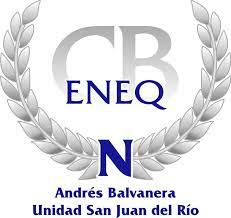 CB
ENEQ
N
Andrés Balvanera
Unidad San Juan del Río